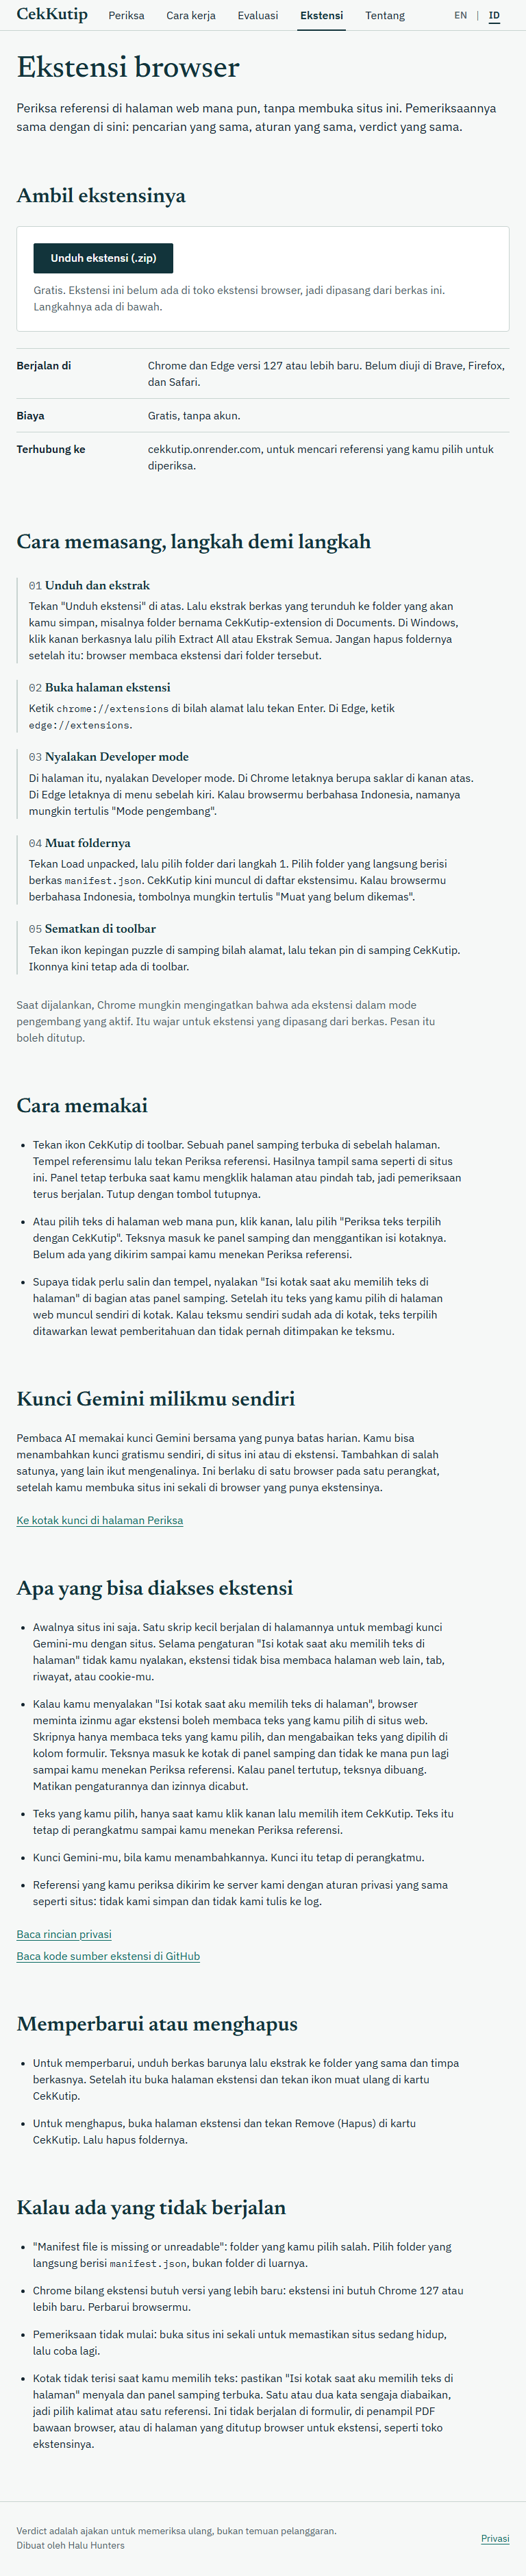 CekKutip Periksa Cara kerja Evaluasi Ekstensi Tentang EN | ID
Ekstensi browser
Periksa referensi di halaman web mana pun, tanpa membuka situs ini. Pemeriksaannya
sama dengan di sini: pencarian yang sama, aturan yang sama, verdict yang sama.
Ambil ekstensinya
Unduh ekstensi (.zip)
Gratis. Ekstensi ini belum ada di toko ekstensi browser, jadi dipasang dari berkas ini.
Langkahnya ada di bawah.
Berjalan di Chrome dan Edge versi 127 atau lebih baru. Belum diuji di Brave, Firefox,
dan Safari.
Biaya Gratis, tanpa akun.
Terhubung ke cekkutip.onrender.com, untuk mencari referensi yang kamu pilih untuk
diperiksa.
Cara memasang, langkah demi langkah
01 Unduh dan ekstrak
Tekan "Unduh ekstensi" di atas. Lalu ekstrak berkas yang terunduh ke folder yang akan
kamu simpan, misalnya folder bernama CekKutip-extension di Documents. Di Windows,
klik kanan berkasnya lalu pilih Extract All atau Ekstrak Semua. Jangan hapus foldernya
setelah itu: browser membaca ekstensi dari folder tersebut.
02 Buka halaman ekstensi
Ketik chrome://extensions di bilah alamat lalu tekan Enter. Di Edge, ketik
edge://extensions.
03 Nyalakan Developer mode
Di halaman itu, nyalakan Developer mode. Di Chrome letaknya berupa saklar di kanan atas.
Di Edge letaknya di menu sebelah kiri. Kalau browsermu berbahasa Indonesia, namanya
mungkin tertulis "Mode pengembang".
04 Muat foldernya
Tekan Load unpacked, lalu pilih folder dari langkah 1. Pilih folder yang langsung berisi
berkas manifest.json. CekKutip kini muncul di daftar ekstensimu. Kalau browsermu
berbahasa Indonesia, tombolnya mungkin tertulis "Muat yang belum dikemas".
05 Sematkan di toolbar
Tekan ikon kepingan puzzle di samping bilah alamat, lalu tekan pin di samping CekKutip.
Ikonnya kini tetap ada di toolbar.
Saat dijalankan, Chrome mungkin mengingatkan bahwa ada ekstensi dalam mode
pengembang yang aktif. Itu wajar untuk ekstensi yang dipasang dari berkas. Pesan itu
boleh ditutup.
Cara memakai
Tekan ikon CekKutip di toolbar. Sebuah panel samping terbuka di sebelah halaman.
Tempel referensimu lalu tekan Periksa referensi. Hasilnya tampil sama seperti di situs
ini. Panel tetap terbuka saat kamu mengklik halaman atau pindah tab, jadi pemeriksaan
terus berjalan. Tutup dengan tombol tutupnya.
Atau pilih teks di halaman web mana pun, klik kanan, lalu pilih "Periksa teks terpilih
dengan CekKutip". Teksnya masuk ke panel samping dan menggantikan isi kotaknya.
Belum ada yang dikirim sampai kamu menekan Periksa referensi.
Supaya tidak perlu salin dan tempel, nyalakan "Isi kotak saat aku memilih teks di
halaman" di bagian atas panel samping. Setelah itu teks yang kamu pilih di halaman
web muncul sendiri di kotak. Kalau teksmu sendiri sudah ada di kotak, teks terpilih
ditawarkan lewat pemberitahuan dan tidak pernah ditimpakan ke teksmu.
Kunci Gemini milikmu sendiri
Pembaca AI memakai kunci Gemini bersama yang punya batas harian. Kamu bisa
menambahkan kunci gratismu sendiri, di situs ini atau di ekstensi. Tambahkan di salah
satunya, yang lain ikut mengenalinya. Ini berlaku di satu browser pada satu perangkat,
setelah kamu membuka situs ini sekali di browser yang punya ekstensinya.
Ke kotak kunci di halaman Periksa
Apa yang bisa diakses ekstensi
Awalnya situs ini saja. Satu skrip kecil berjalan di halamannya untuk membagi kunci
Gemini-mu dengan situs. Selama pengaturan "Isi kotak saat aku memilih teks di
halaman" tidak kamu nyalakan, ekstensi tidak bisa membaca halaman web lain, tab,
riwayat, atau cookie-mu.
Kalau kamu menyalakan "Isi kotak saat aku memilih teks di halaman", browser
meminta izinmu agar ekstensi boleh membaca teks yang kamu pilih di situs web.
Skripnya hanya membaca teks yang kamu pilih, dan mengabaikan teks yang dipilih di
kolom formulir. Teksnya masuk ke kotak di panel samping dan tidak ke mana pun lagi
sampai kamu menekan Periksa referensi. Kalau panel tertutup, teksnya dibuang.
Matikan pengaturannya dan izinnya dicabut.
Teks yang kamu pilih, hanya saat kamu klik kanan lalu memilih item CekKutip. Teks itu
tetap di perangkatmu sampai kamu menekan Periksa referensi.
Kunci Gemini-mu, bila kamu menambahkannya. Kunci itu tetap di perangkatmu.
Referensi yang kamu periksa dikirim ke server kami dengan aturan privasi yang sama
seperti situs: tidak kami simpan dan tidak kami tulis ke log.
Baca rincian privasi
Baca kode sumber ekstensi di GitHub
Memperbarui atau menghapus
Untuk memperbarui, unduh berkas barunya lalu ekstrak ke folder yang sama dan timpa
berkasnya. Setelah itu buka halaman ekstensi dan tekan ikon muat ulang di kartu
CekKutip.
Untuk menghapus, buka halaman ekstensi dan tekan Remove (Hapus) di kartu
CekKutip. Lalu hapus foldernya.
Kalau ada yang tidak berjalan
"Manifest file is missing or unreadable": folder yang kamu pilih salah. Pilih folder yang
langsung berisi manifest.json, bukan folder di luarnya.
Chrome bilang ekstensi butuh versi yang lebih baru: ekstensi ini butuh Chrome 127 atau
lebih baru. Perbarui browsermu.
Pemeriksaan tidak mulai: buka situs ini sekali untuk memastikan situs sedang hidup,
lalu coba lagi.
Kotak tidak terisi saat kamu memilih teks: pastikan "Isi kotak saat aku memilih teks di
halaman" menyala dan panel samping terbuka. Satu atau dua kata sengaja diabaikan,
jadi pilih kalimat atau satu referensi. Ini tidak berjalan di formulir, di penampil PDF
bawaan browser, atau di halaman yang ditutup browser untuk ekstensi, seperti toko
ekstensinya.
Verdict adalah ajakan untuk memeriksa ulang, bukan temuan pelanggaran.
Dibuat oleh Halu Hunters
Privasi